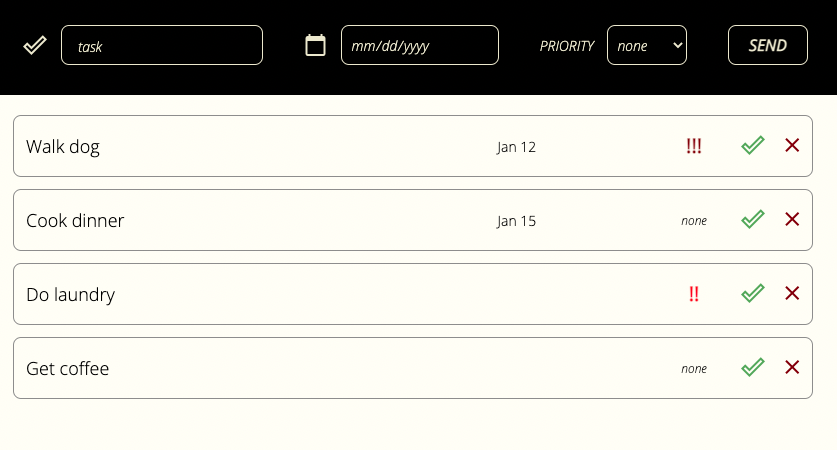 task mm/dd/yyyy PRIORITY none SEND
Walk dog Jan 12 !!!
Cook dinner Jan 15 none
Do laundry !!
Get coffee none